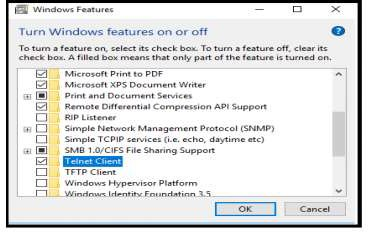 Windows Features
Turn Windows features on or off
To turn a feature on, select its check box. To turn a feature off, clear its
check box. A filled box means that only part of the feature is turned on.
Microsoft Print to PDF
Microsoft XPS Document Writer
Print and Document Services
Remote Differential Compression API Support
RIP Listener
Simple Network Management Protocol (SNMP)
Simple TCPIP services (i.e. echo, daytime etc)
SMB 1.0/CIFS File Sharing Support
Telnet Client
TFTP Client
Windows Hypervisor Platform
Windows Identity Foundation 3.5
OK Cancel